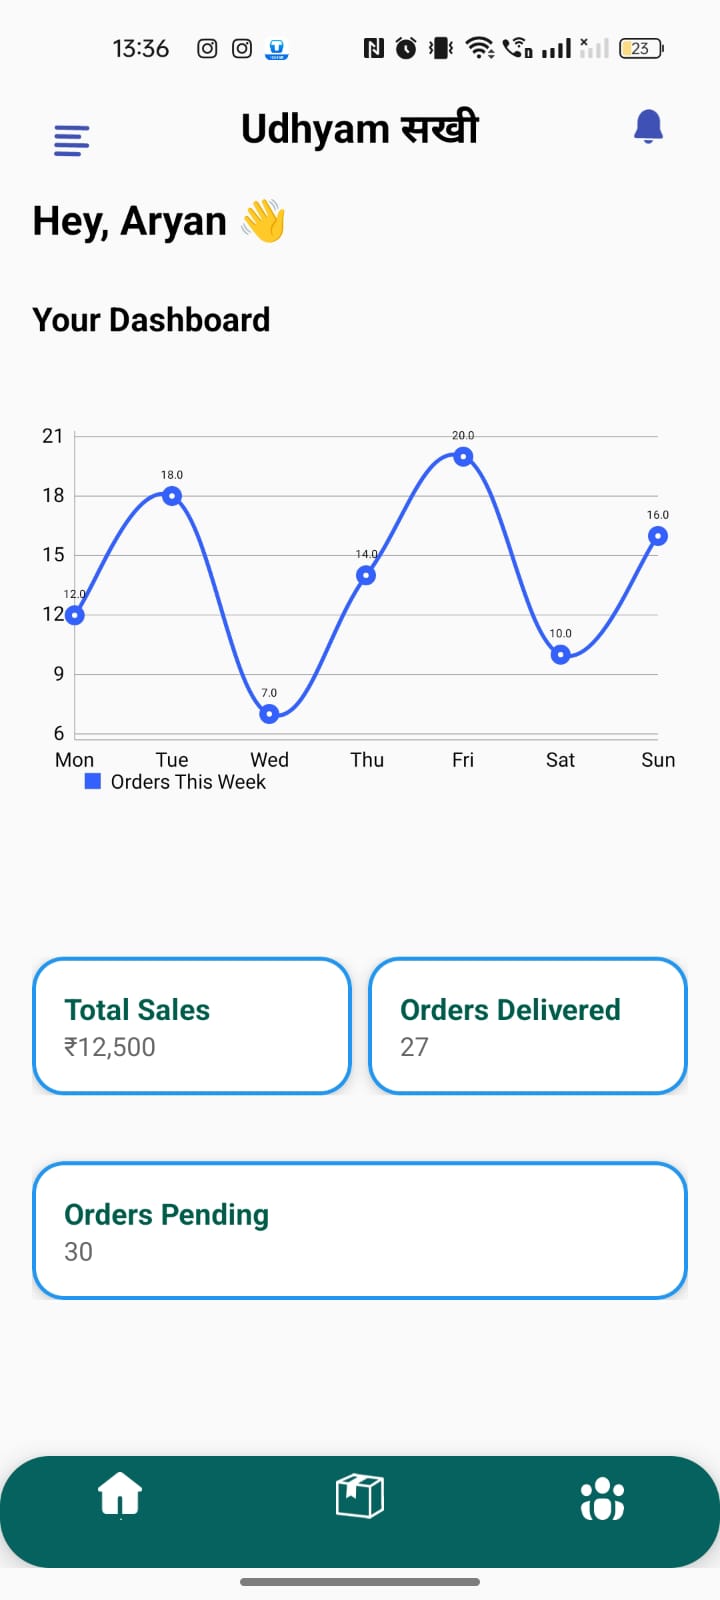 13:36 23
Udhyam सखी
Hey, Aryan 👋
Your Dashboard
21
18
15
12
9
6
12.0
18.0
7.0
14.0
20.0
10.0
16.0
Mon Tue Wed Thu Fri Sat Sun
Orders This Week
Total Sales
₹12,500
Orders Delivered
27
Orders Pending
30